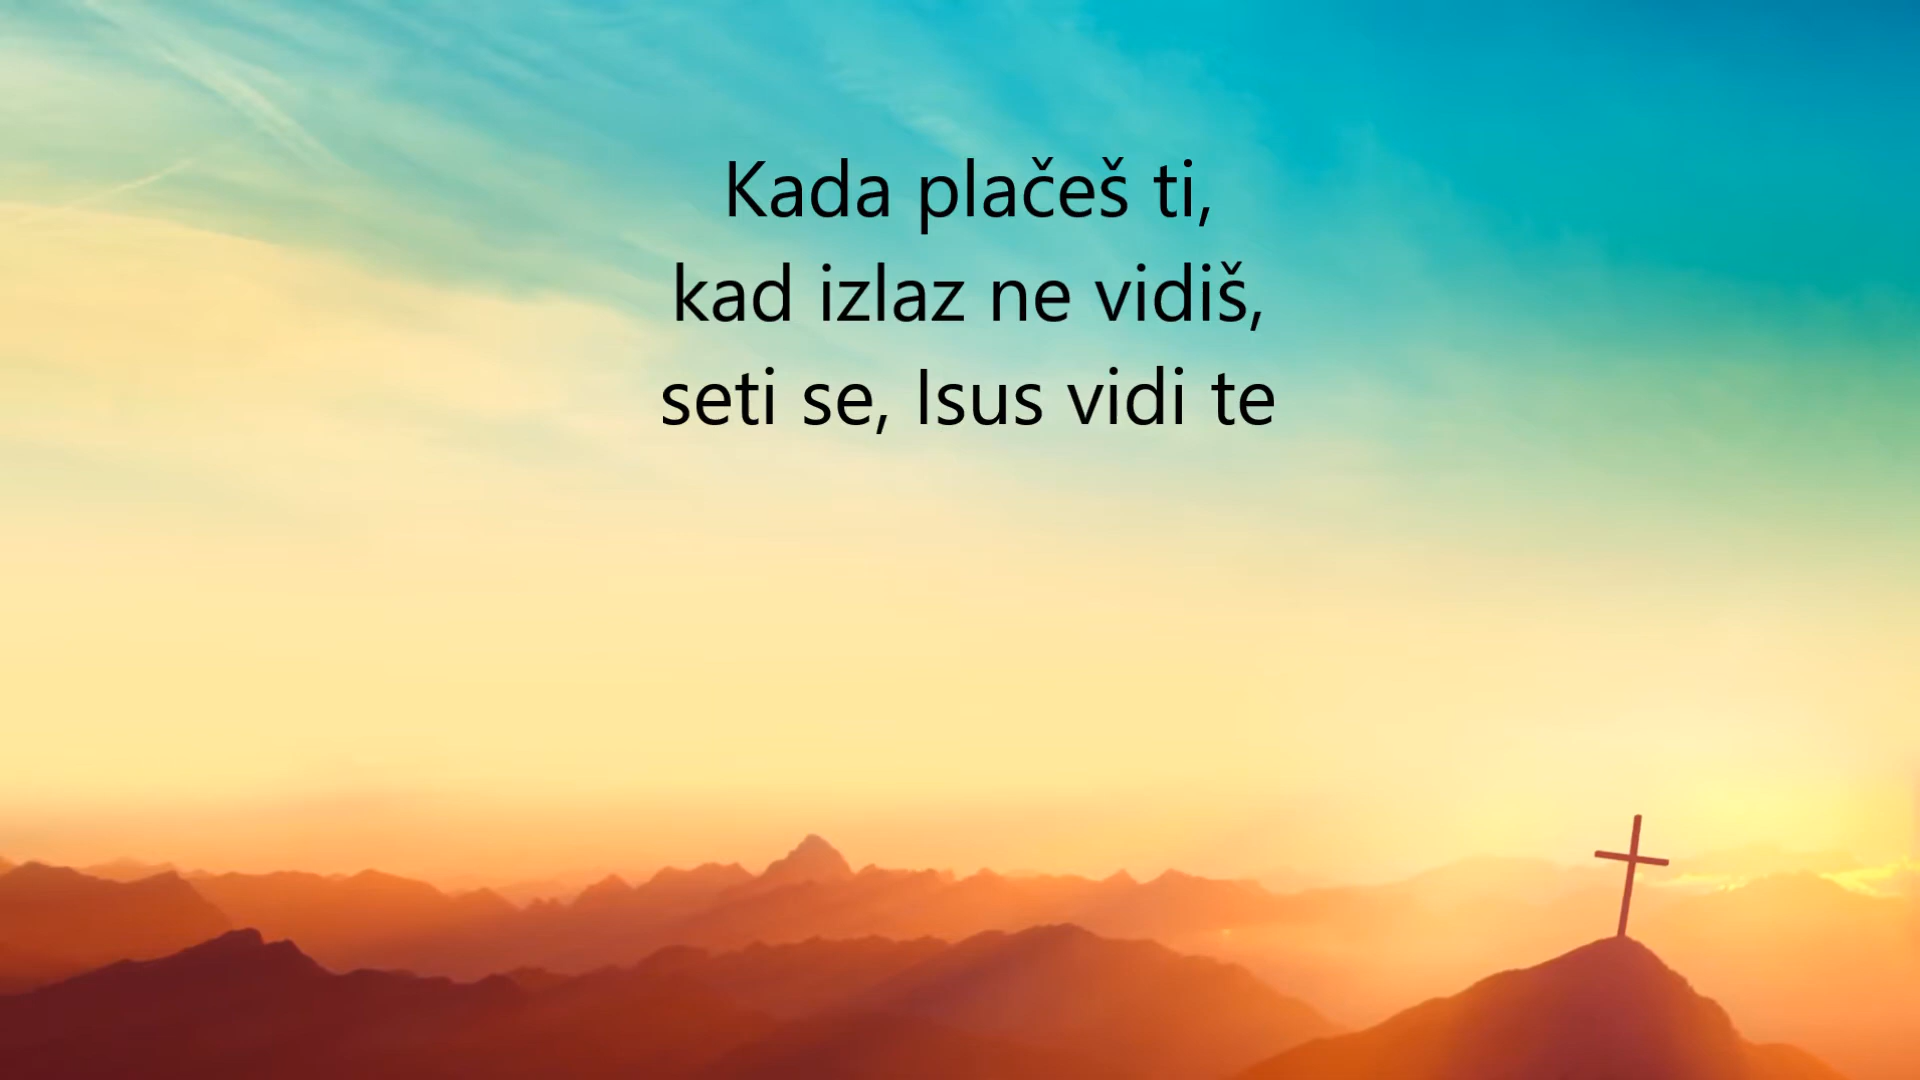 Kada plačeš ti,
kad izlaz ne vidiš,
seti se, Isus vidi te